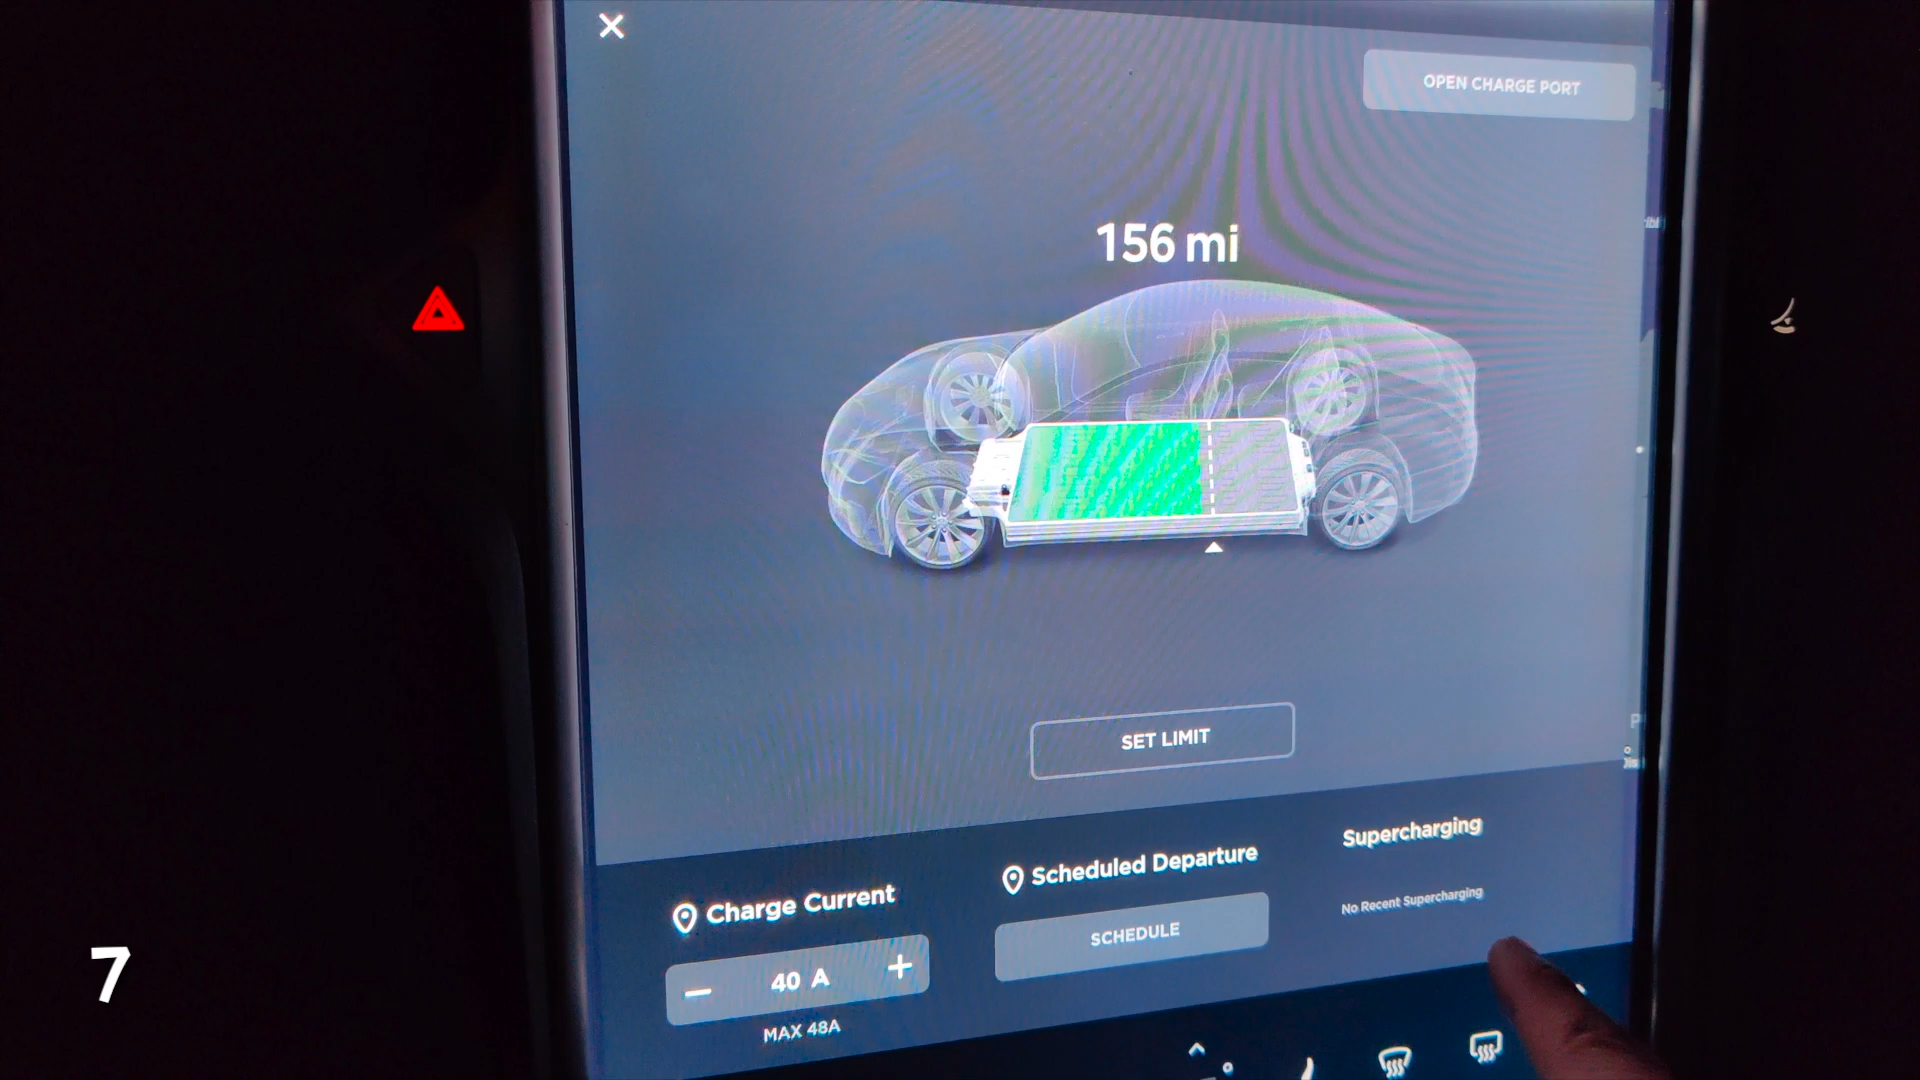 OPEN CHARGE PORT
156 mi
SET LIMIT
Supercharging
Scheduled Departure
Charge Current
No Recent Supercharging
SCHEDULE
40 A
MAX 48A
7